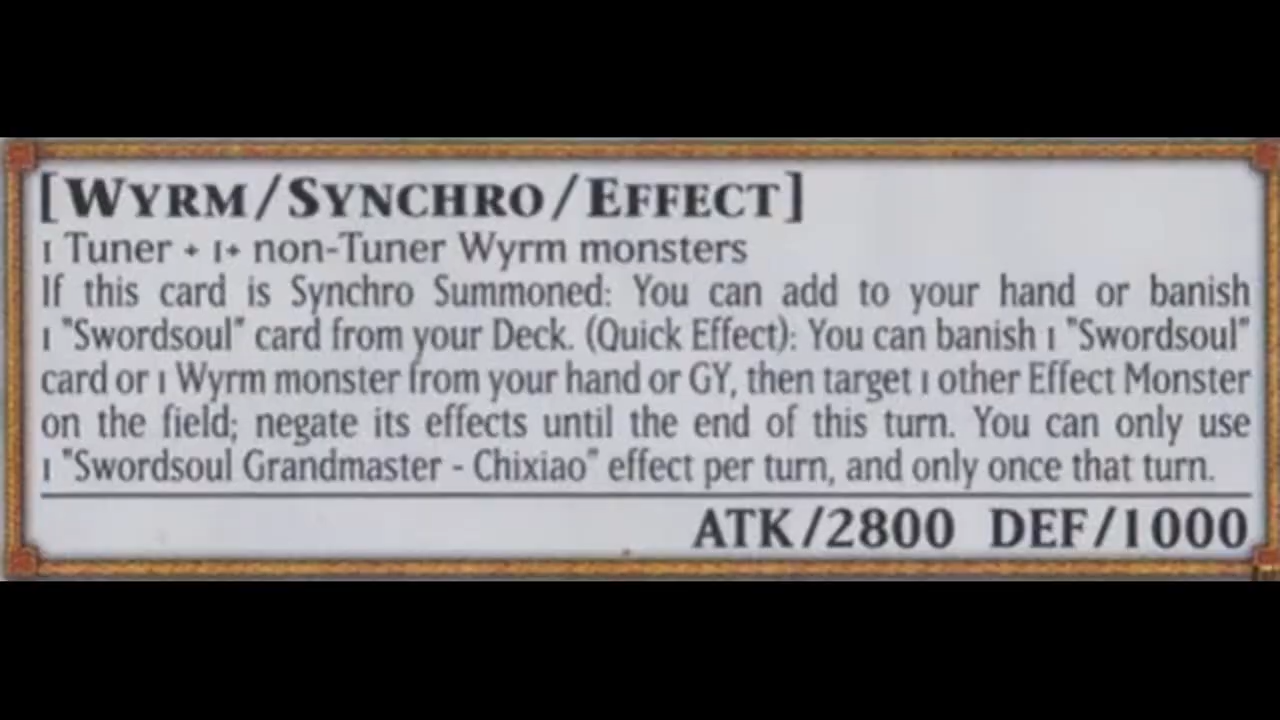 [WYRM/SYNCHRO/EFFECT]
1 Tuner + 1+ non-Tuner Wyrm monsters
If this card is Synchro Summoned: You can add to your hand or banish
1 "Swordsoul" card from your Deck. (Quick Effect): You can banish 1 "Swordsoul"
card or 1 Wyrm monster from your hand or GY, then target 1 other Effect Monster
on the field; negate its effects until the end of this turn. You can only use
1 "Swordsoul Grandmaster - Chixiao" effect per turn, and only once that turn.
ATK/2800 DEF/1000